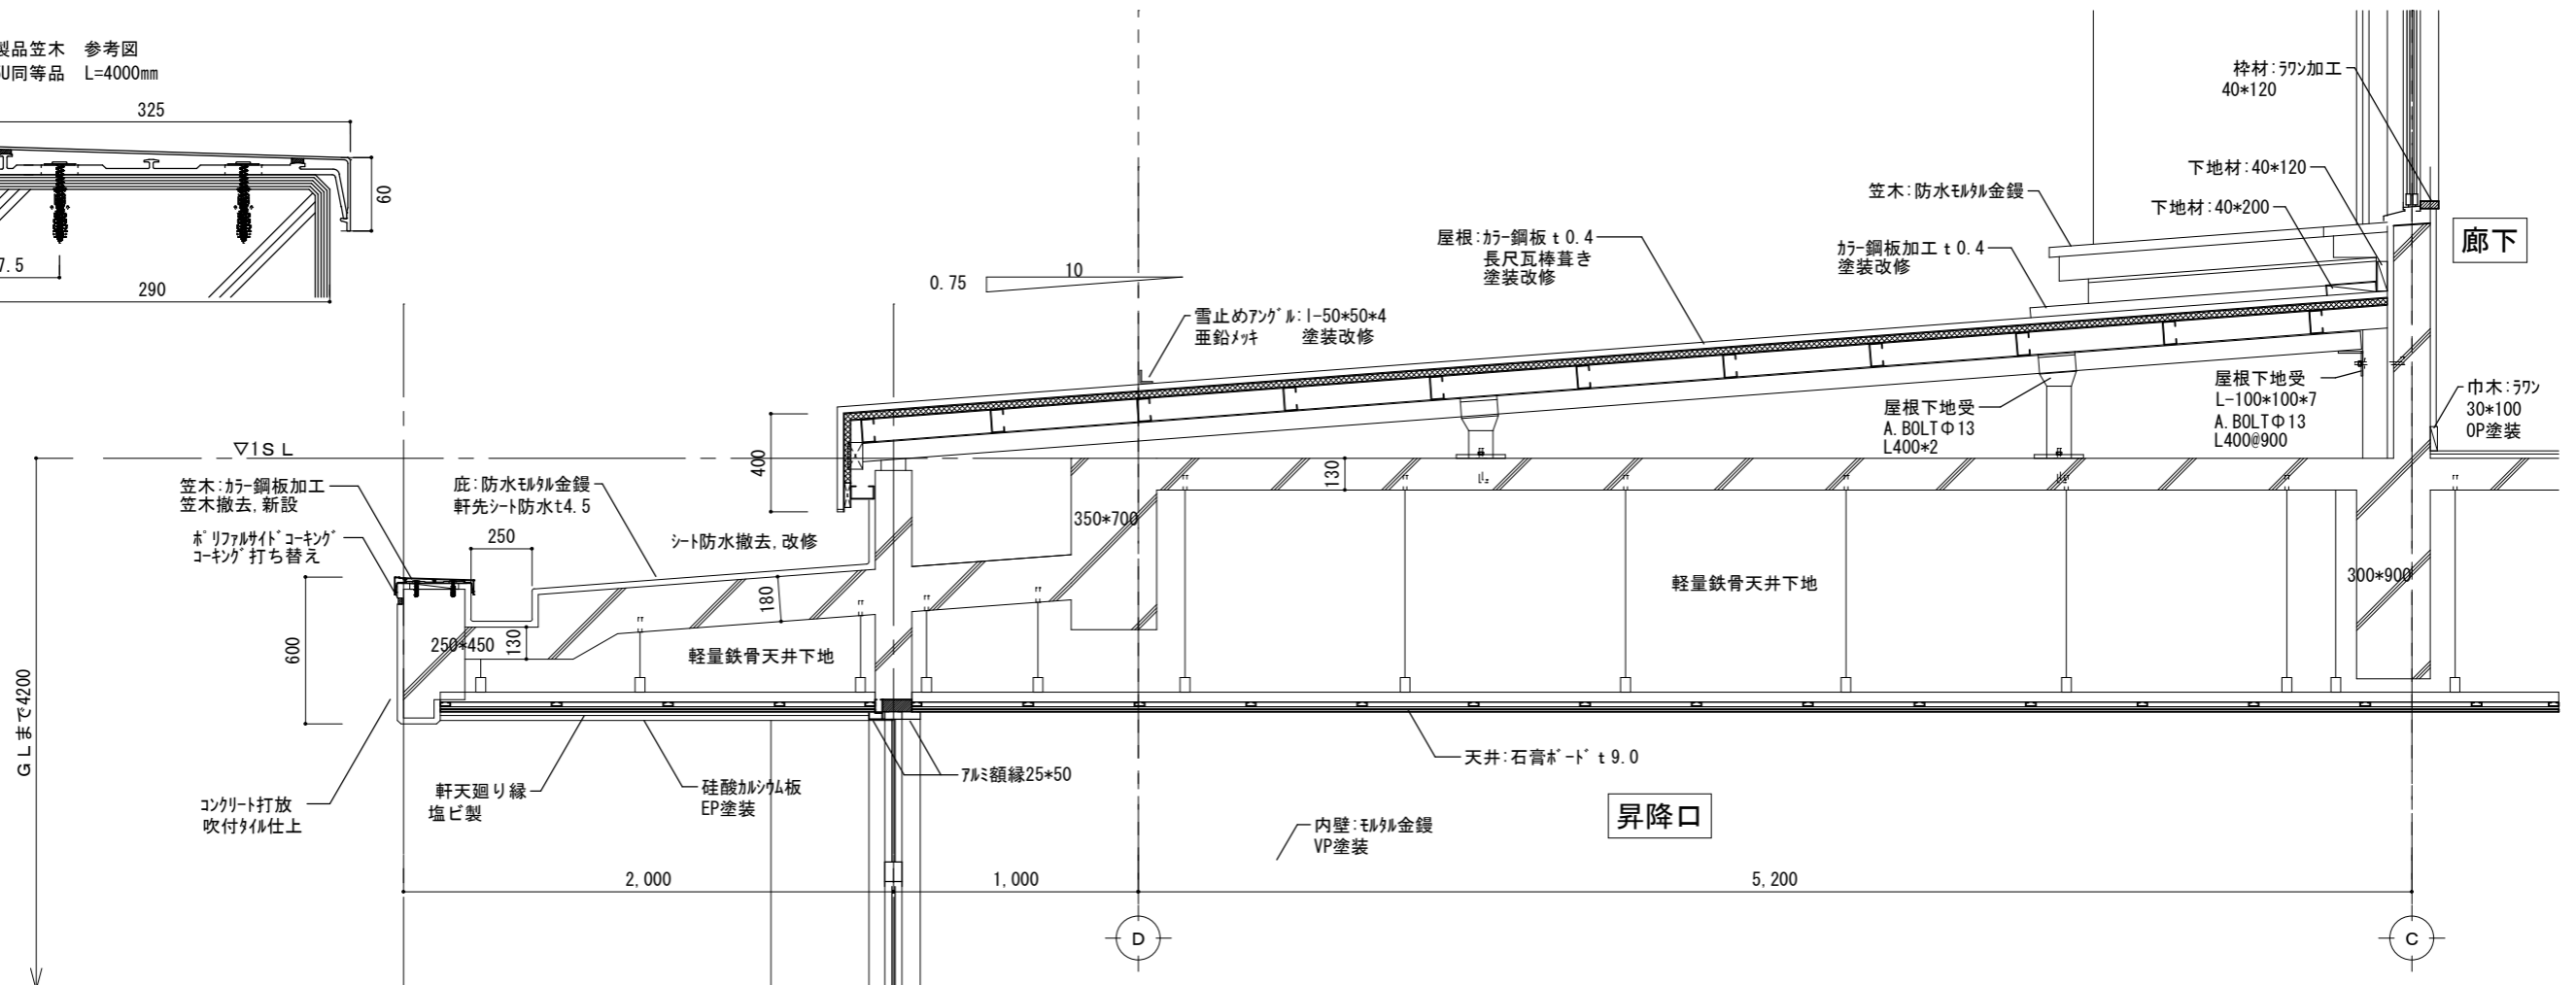 製品笠木　参考図
U同等品　L=4000mm
325
60
7.5
290
0.75
10
枠材:ﾗﾜﾝ加工
40*120
下地材:40*120
笠木:防水ﾓﾙﾀﾙ金鏝
下地材:40*200
廊下
屋根:ｶﾗｰ鋼板ｔ0.4
長尺瓦棒葺き
塗装改修
ｶﾗｰ鋼板加工ｔ0.4
塗装改修
雪止めｱﾝｸﾞﾙ:l-50*50*4
亜鉛ﾒｯｷ　塗装改修
屋根下地受
A.BOLTΦ13
L400*2
屋根下地受
L-100*100*7
A.BOLTΦ13
L400@900
巾木:ﾗﾜﾝ
30*100
OP塗装
▽1ＳＬ
400
130
笠木:ｶﾗｰ鋼板加工
笠木撤去,新設
庇:防水ﾓﾙﾀﾙ金鏝
軒先ｼｰﾄ防水t4.5
ﾎﾟﾘﾌｧﾙｻｲﾄﾞｺｰｷﾝｸﾞ
ｺｰｷﾝｸﾞ打ち替え
250
ｼｰﾄ防水撤去,改修
350*700
軽量鉄骨天井下地
300*900
180
600
250*450
130
軽量鉄骨天井下地
ＧＬまで4200
ｱﾙﾐ額縁25*50
天井:石膏ﾎﾞｰﾄﾞｔ9.0
軒天廻り縁
塩ビ製
硅酸ｶﾙｼｳﾑ板
EP塗装
ｺﾝｸﾘｰﾄ打放
吹付ﾀｲﾙ仕上
昇降口
内壁:ﾓﾙﾀﾙ金鏝
VP塗装
2,000
1,000
5,200
D
C